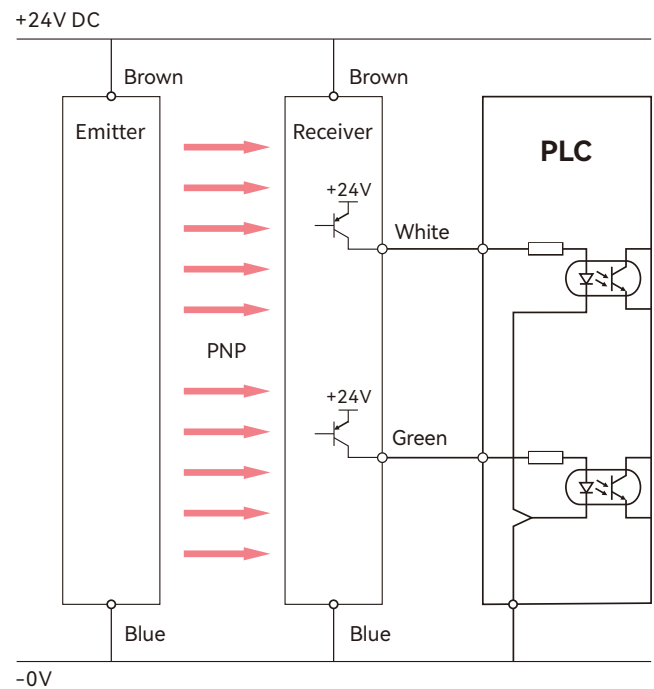 +24V DC
Brown
Brown
Emitter
Receiver
PLC
+24V
White
PNP
+24V
Green
Blue
Blue
-0V